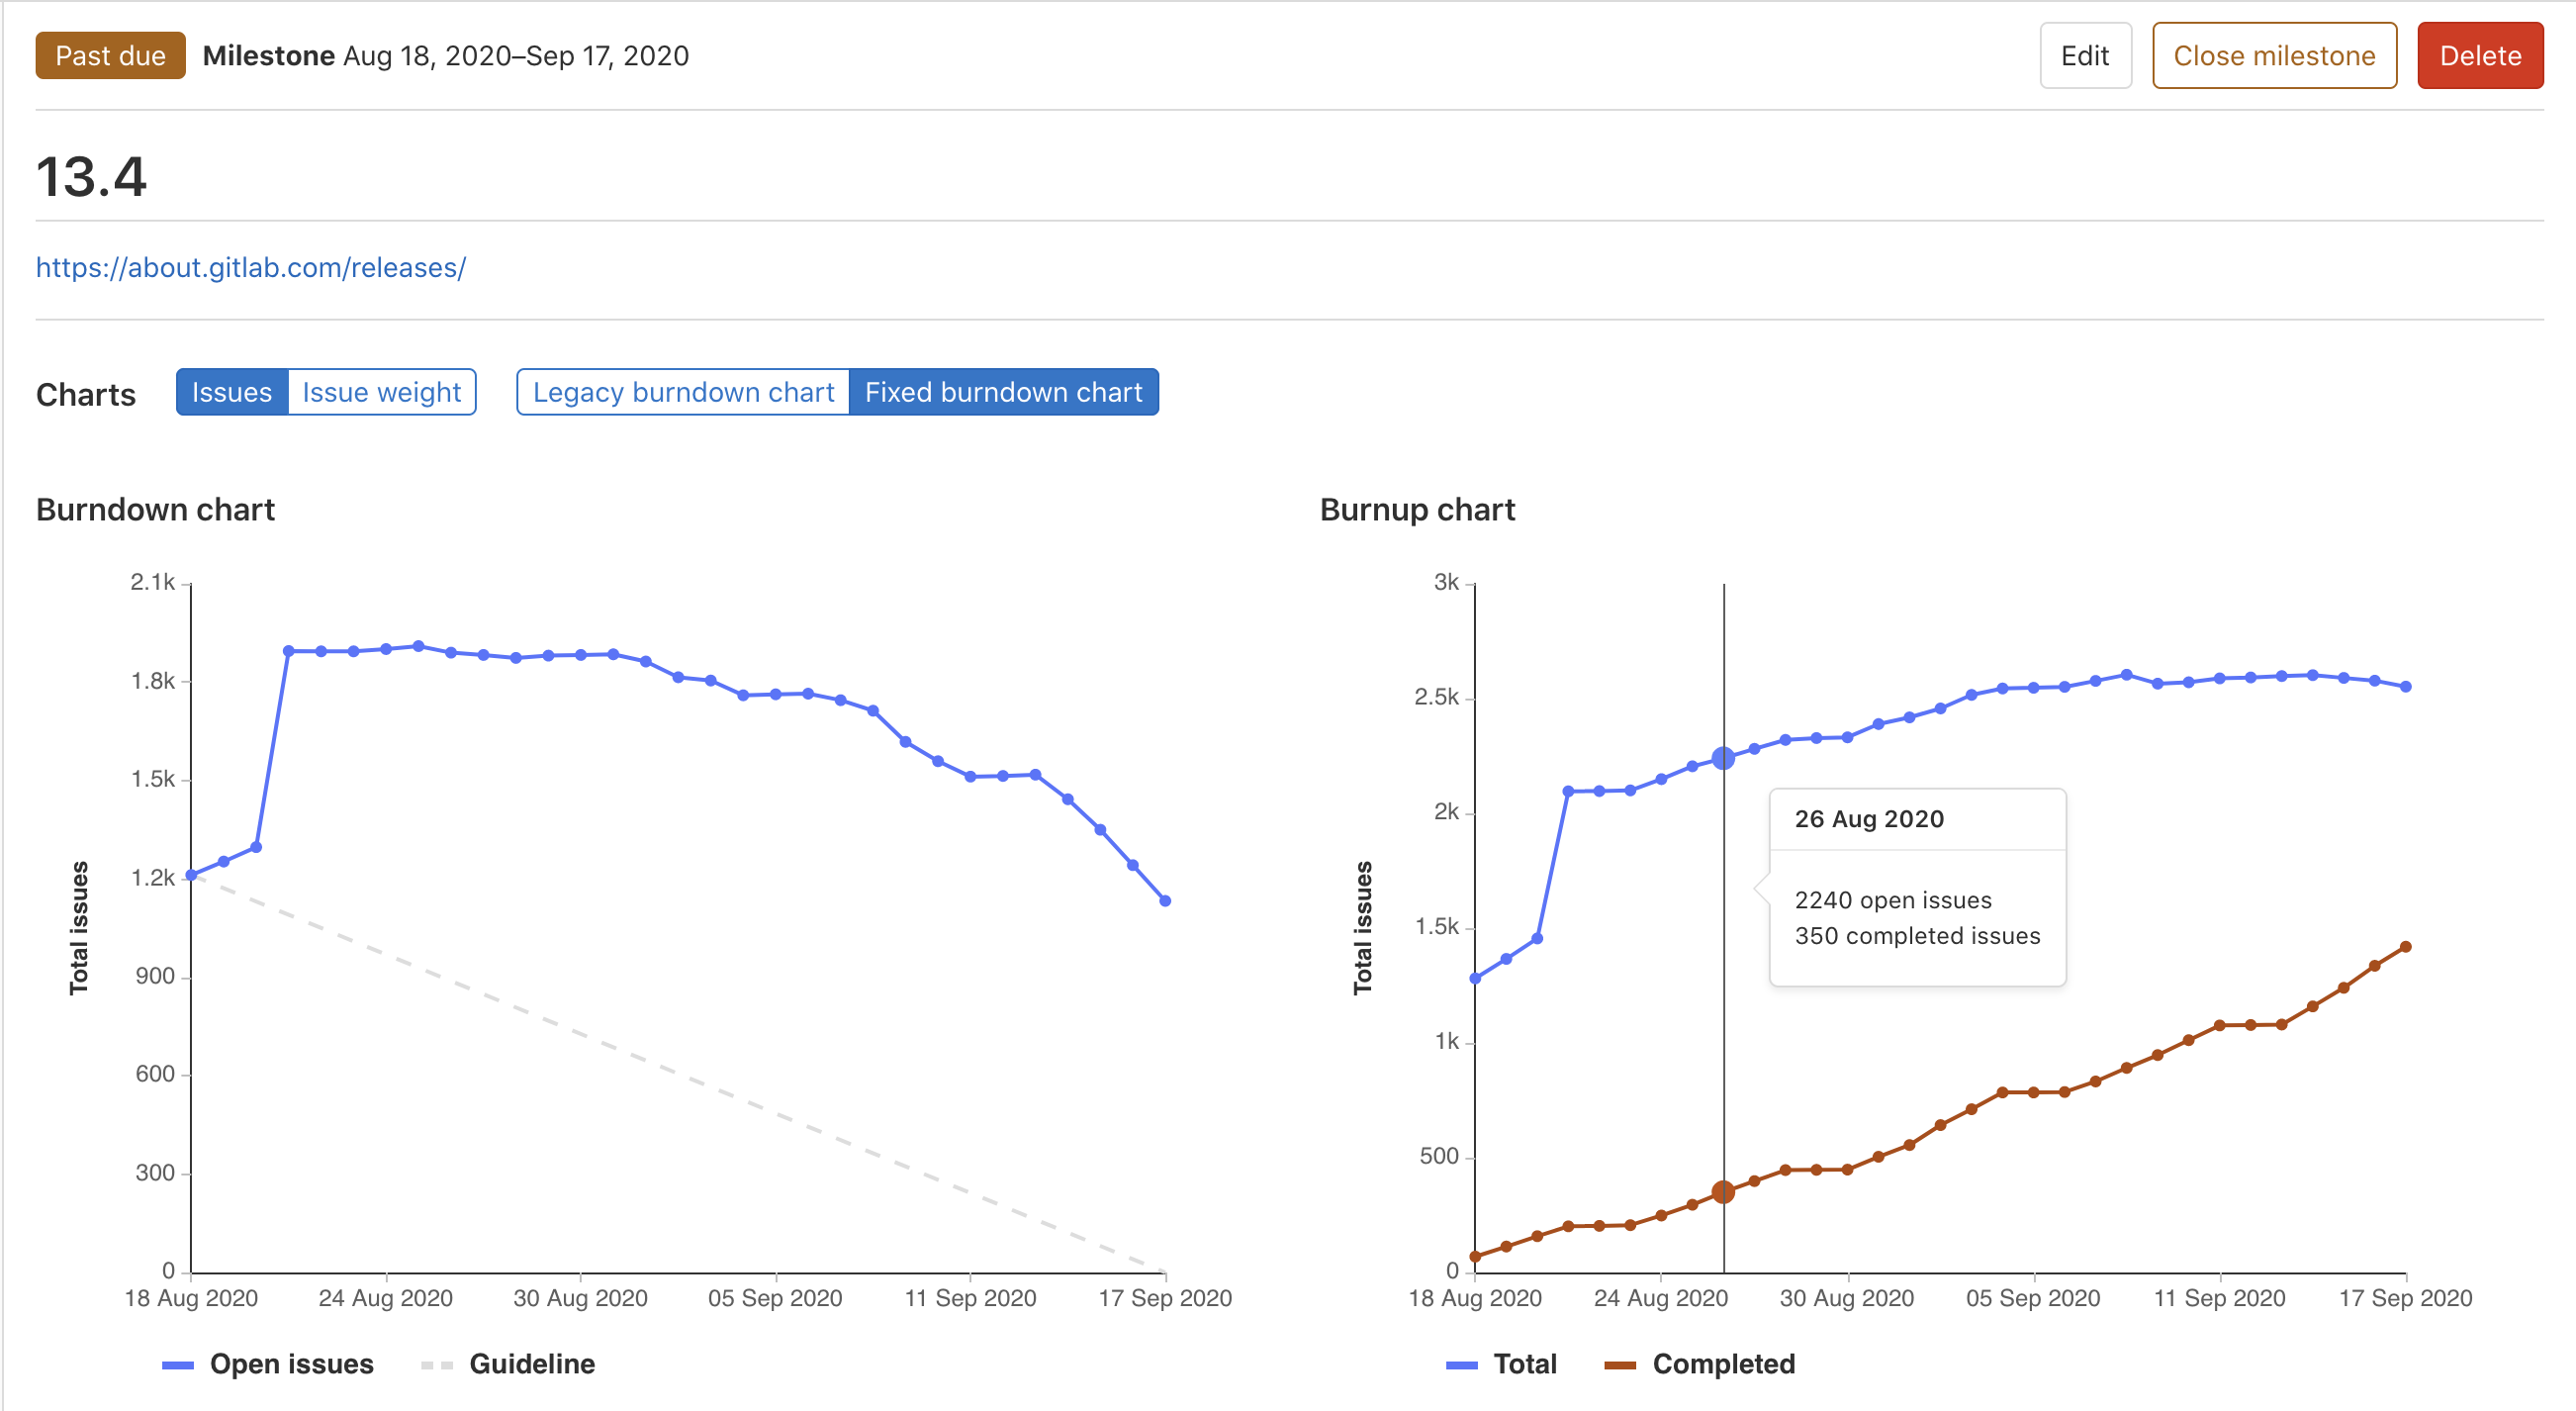 Past due Milestone Aug 18, 2020–Sep 17, 2020 Edit Close milestone Delete
13.4
https://about.gitlab.com/releases/
Charts Issues Issue weight Legacy burndown chart Fixed burndown chart
Burndown chart
2.1k
1.8k
1.5k
1.2k
900
600
300
0
Total issues
18 Aug 2020 24 Aug 2020 30 Aug 2020 05 Sep 2020 11 Sep 2020 17 Sep 2020
Open issues Guideline
Burnup chart
3k
2.5k
2k
1.5k
1k
500
0
Total issues
26 Aug 2020
2240 open issues
350 completed issues
18 Aug 2020 24 Aug 2020 30 Aug 2020 05 Sep 2020 11 Sep 2020 17 Sep 2020
Total Completed